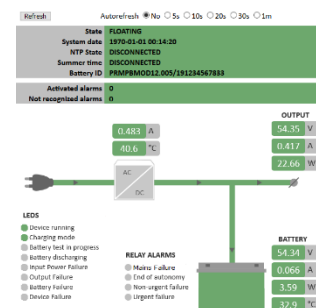 Refresh Autorefresh No 5s 10s 20s 30s 1m
State FLOATING
System date 1970-01-01 00:14:20
NTP State DISCONNECTED
Summer time DISCONNECTED
Battery ID PRMPBMOD12.005/191234567833
Activated alarms 0
Not recognized alarms 0
OUTPUT
0.483 A 54.35 V
40.6 °C 0.417 A
22.66 W
AC
DC
LEDS
Device running
Charging mode
Battery test in progress
Battery discharging
Input Power Failure
Output Failure
Battery Failure
Device Failure
RELAY ALARMS
Mains Failure
End of autonomy
Non-urgent failure
Urgent failure
BATTERY
54.34 V
0.066 A
3.59 W
32.9 °C